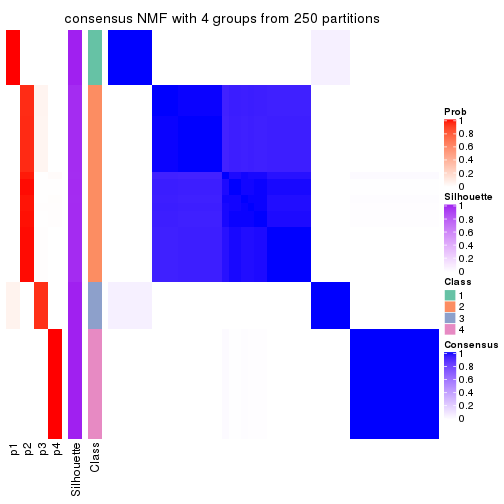 consensus NMF with 4 groups from 250 partitions
Prob
1
0.8
0.6
0.4
0.2
0
Silhouette
1
0.8
0.6
0.4
0.2
0
Class
1
2
3
4
Consensus
1
0.8
0.6
0.4
0.2
0
p1
p2
p3
p4
Silhouette
Class